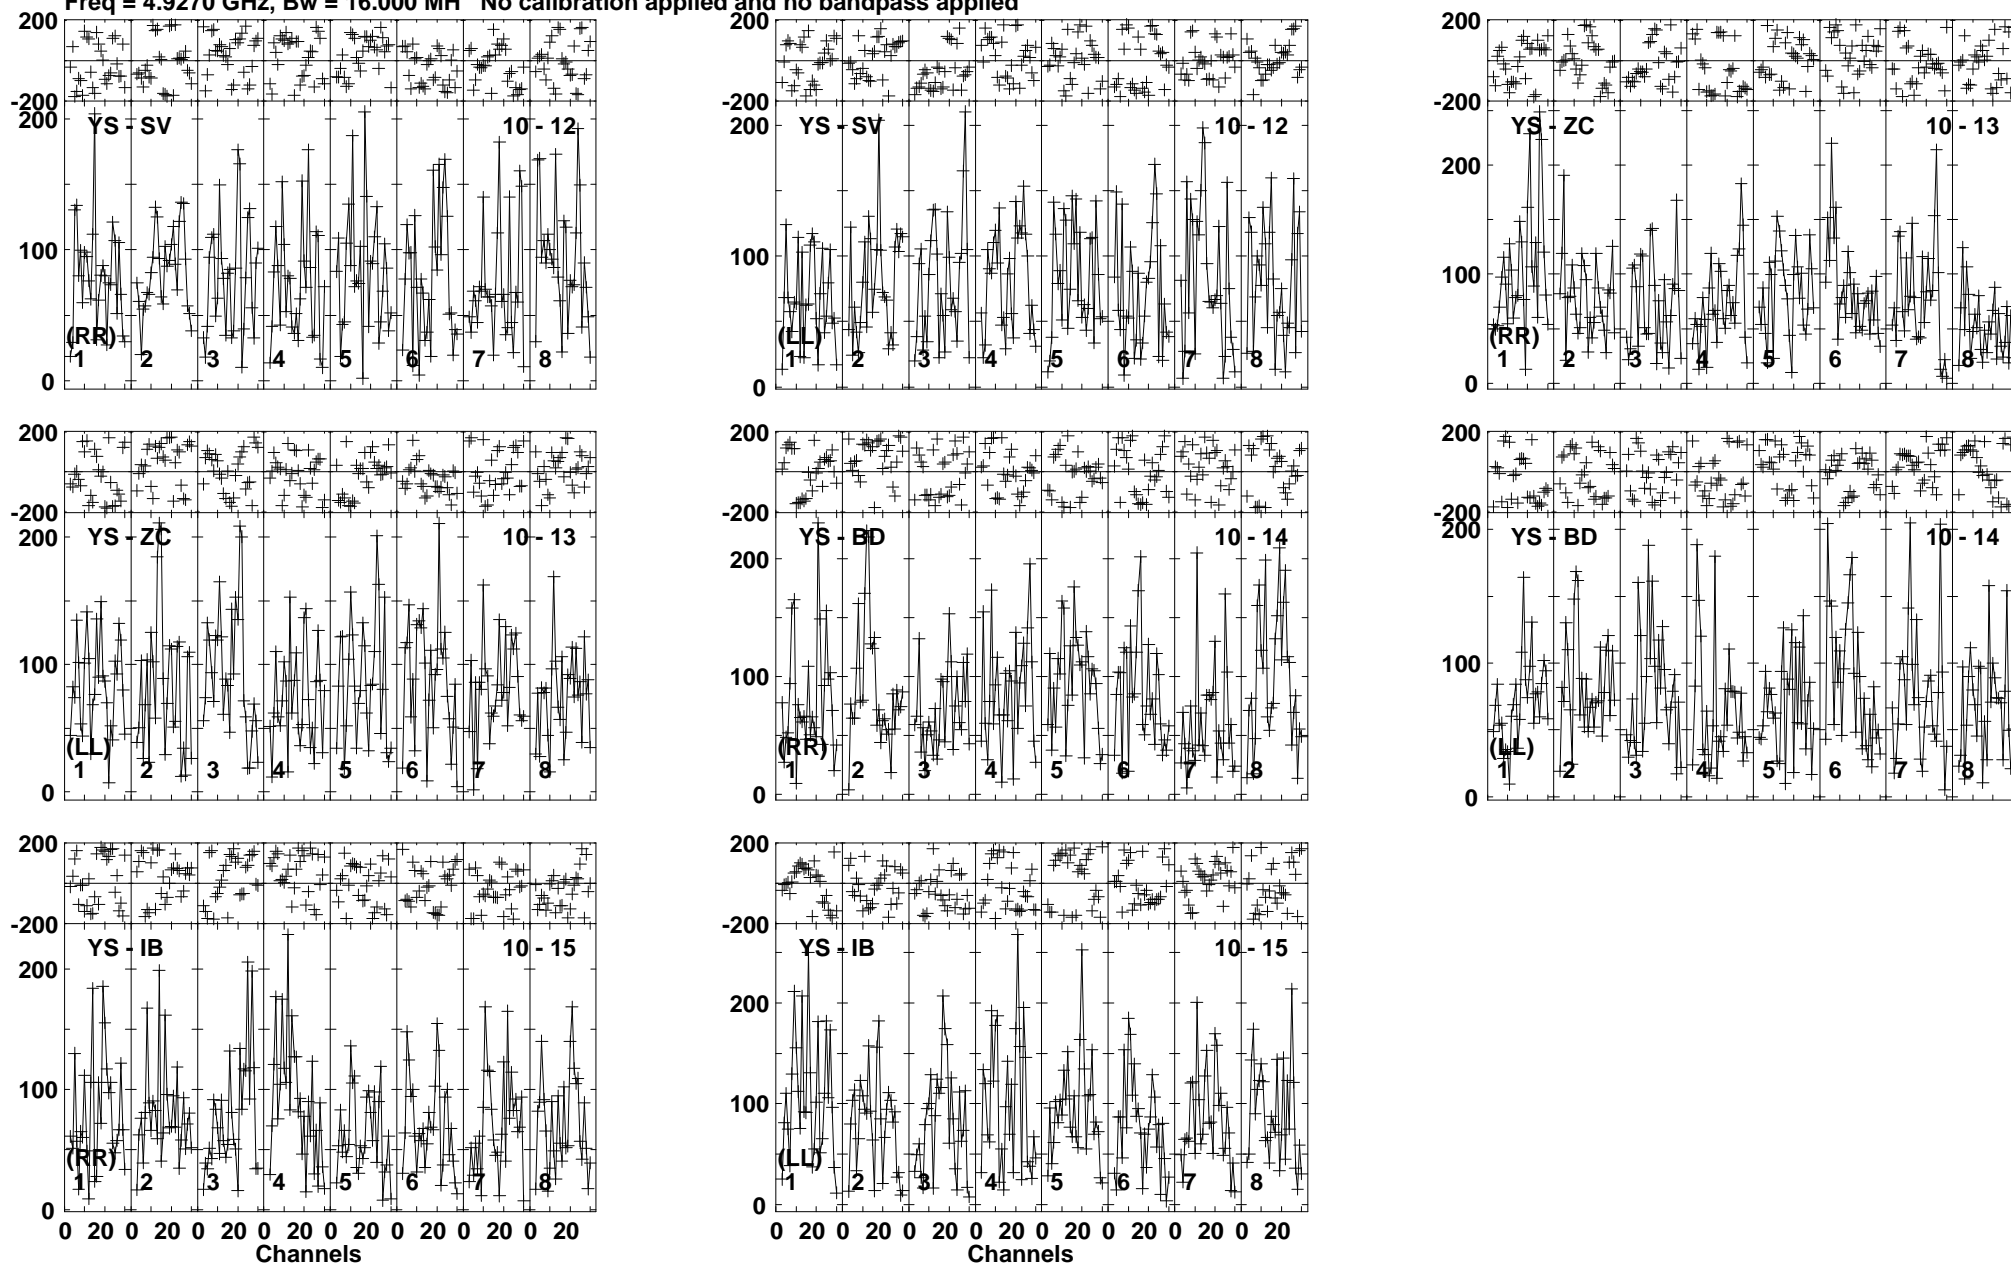 Freq = 4.9270 GHz, Bw = 16.000 MH No calibration applied and no bandpass applied
200
-200
200
100
0
YS - SV 10 - 12
(RR)
1 2 3 4 5 6 7 8
200
-200
200
100
0
YS - SV 10 - 12
(LL)
1 2 3 4 5 6 7 8
200
-200
200
100
0
YS - ZC 10 - 13
(RR)
1 2 3 4 5 6 7 8
200
-200
200
100
0
YS - ZC 10 - 13
(LL)
1 2 3 4 5 6 7 8
200
-200
200
100
0
YS - BD 10 - 14
(RR)
1 2 3 4 5 6 7 8
200
-200
200
100
0
YS - BD 10 - 14
(LL)
1 2 3 4 5 6 7 8
200
-200
200
100
0
YS - IB 10 - 15
(RR)
1 2 3 4 5 6 7 8
0 20 0 20 0 20 0 20 0 20 0 20 0 20 0 20
Channels
200
-200
200
100
0
YS - IB 10 - 15
(LL)
1 2 3 4 5 6 7 8
0 20 0 20 0 20 0 20 0 20 0 20 0 20 0 20
Channels